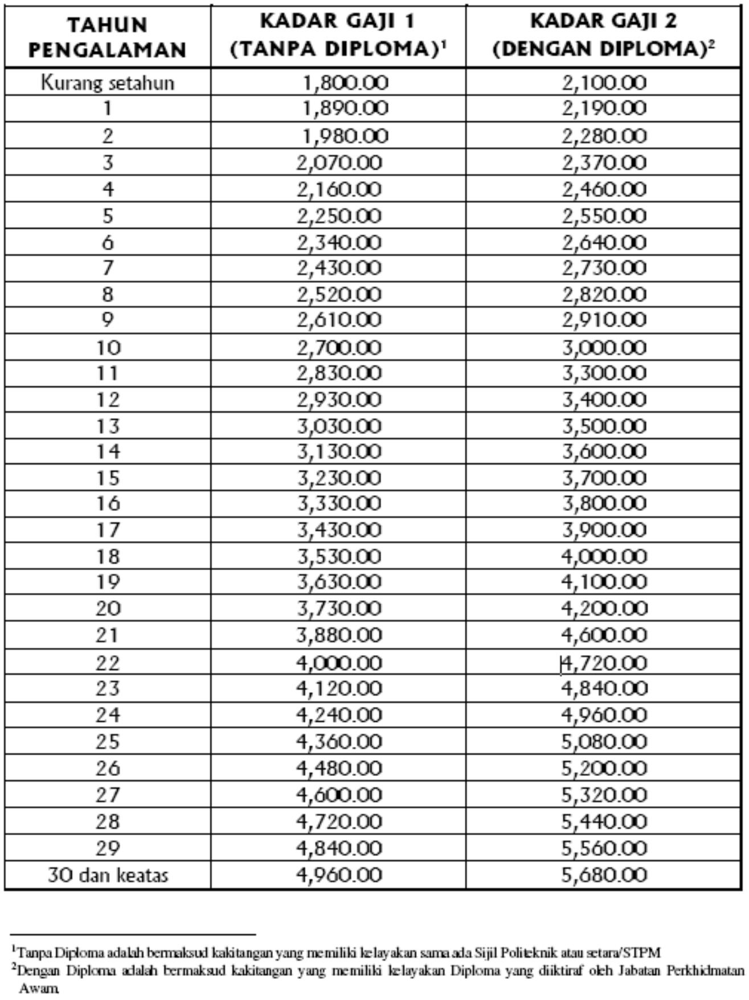 TAHUN PENGALAMAN KADAR GAJI 1 (TANPA DIPLOMA)¹ KADAR GAJI 2 (DENGAN DIPLOMA)²
Kurang setahun 1,800.00 2,100.00
1 1,890.00 2,190.00
2 1,980.00 2,280.00
3 2,070.00 2,370.00
4 2,160.00 2,460.00
5 2,250.00 2,550.00
6 2,340.00 2,640.00
7 2,430.00 2,730.00
8 2,520.00 2,820.00
9 2,610.00 2,910.00
10 2,700.00 3,000.00
11 2,830.00 3,300.00
12 2,930.00 3,400.00
13 3,030.00 3,500.00
14 3,130.00 3,600.00
15 3,230.00 3,700.00
16 3,330.00 3,800.00
17 3,430.00 3,900.00
18 3,530.00 4,000.00
19 3,630.00 4,100.00
20 3,730.00 4,200.00
21 3,880.00 4,600.00
22 4,000.00 4,720.00
23 4,120.00 4,840.00
24 4,240.00 4,960.00
25 4,360.00 5,080.00
26 4,480.00 5,200.00
27 4,600.00 5,320.00
28 4,720.00 5,440.00
29 4,840.00 5,560.00
30 dan keatas 4,960.00 5,680.00
¹Tanpa Diploma adalah bermaksud kakitangan yang memiliki kelayakan sama ada Sijil Politeknik atau setara/STPM
²Dengan Diploma adalah bermaksud kakitangan yang memiliki kelayakan Diploma yang diiktiraf oleh Jabatan Perkhidmatan
Awam.